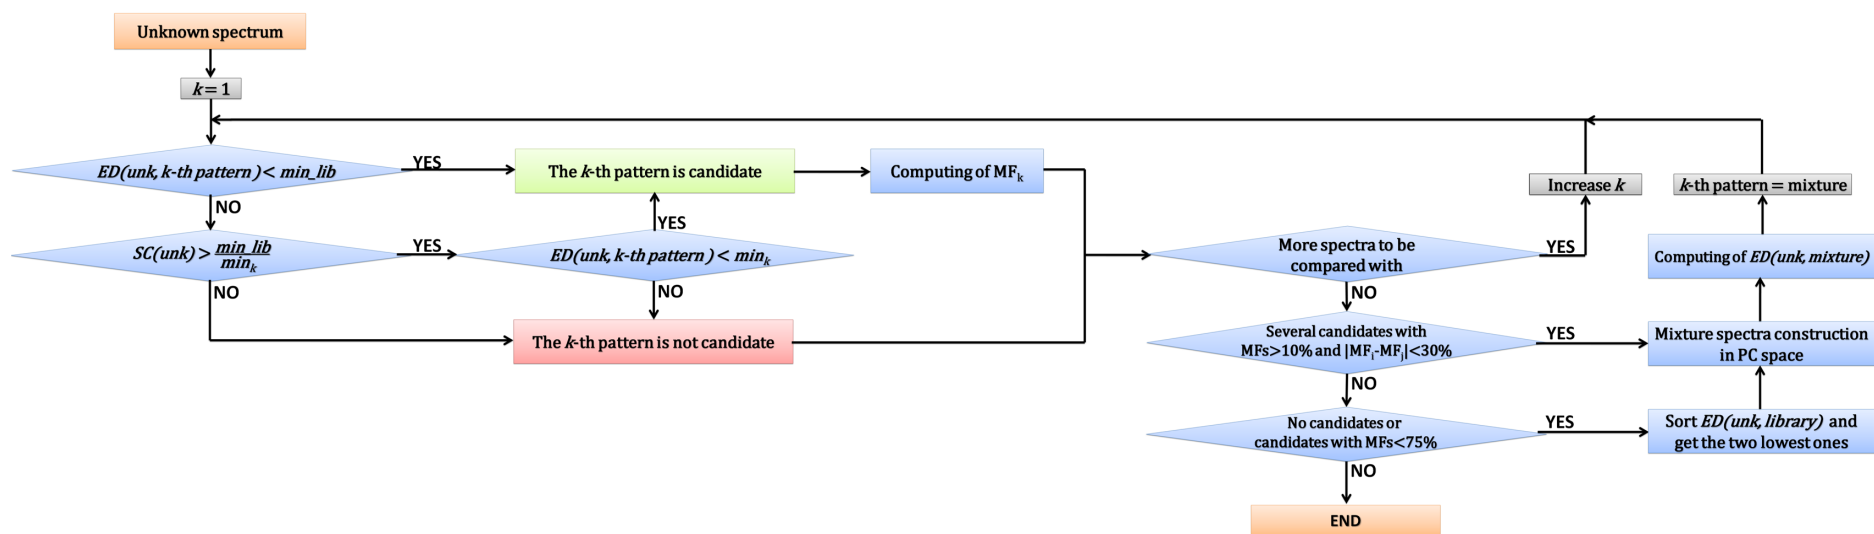 Unknown spectrum
k = 1
ED(unk, k-th pattern) < min_lib
YES
The k-th pattern is candidate
Computing of MFk
NO
YES
SC(unk) > min_lib
mink
YES
ED(unk, k-th pattern) < mink
NO
NO
The k-th pattern is not candidate
Increase k
k-th pattern = mixture
More spectra to be
compared with
YES
Computing of ED(unk, mixture)
NO
Several candidates with
MFs>10% and |MFi-MFj|<30%
YES
Mixture spectra construction
in PC space
NO
No candidates or
candidates with MFs<75%
YES
Sort ED(unk, library) and
get the two lowest ones
NO
END